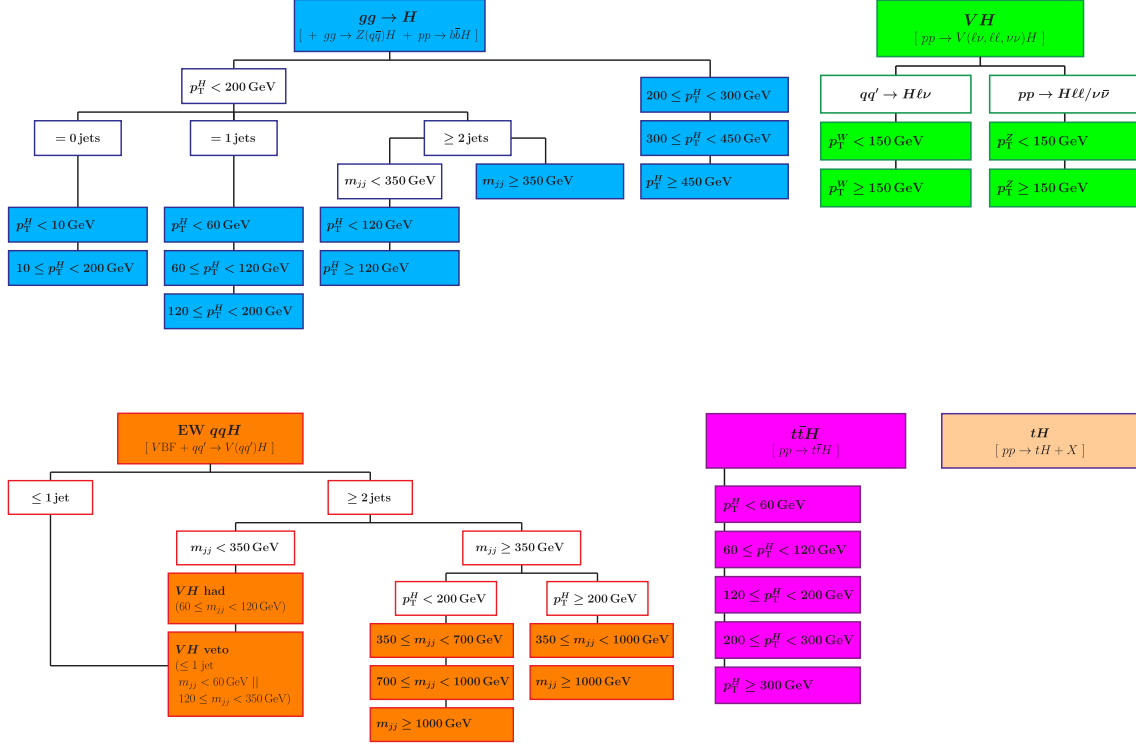 gg → H
[ + gg → Z(qq̄)H + pp → bb̄H ]
p_T^H < 200 GeV
= 0 jets
= 1 jets
≥ 2 jets
m_jj < 350 GeV
m_jj ≥ 350 GeV
p_T^H < 10 GeV
10 ≤ p_T^H < 200 GeV
p_T^H < 60 GeV
60 ≤ p_T^H < 120 GeV
120 ≤ p_T^H < 200 GeV
p_T^H < 120 GeV
p_T^H ≥ 120 GeV
200 ≤ p_T^H < 300 GeV
300 ≤ p_T^H < 450 GeV
p_T^H ≥ 450 GeV
VH
[ pp → V(ℓν, ℓℓ, νν)H ]
qq′ → Hℓν
pp → Hℓℓ/νν̄
p_T^W < 150 GeV
p_T^W ≥ 150 GeV
p_T^Z < 150 GeV
p_T^Z ≥ 150 GeV
EW qqH
[ VBF + qq′ → V(qq′)H ]
≤ 1 jet
≥ 2 jets
m_jj < 350 GeV
m_jj ≥ 350 GeV
VH had
(60 ≤ m_jj < 120 GeV)
VH veto
(≤ 1 jet
m_jj < 60 GeV ||
120 ≤ m_jj < 350 GeV)
p_T^H < 200 GeV
p_T^H ≥ 200 GeV
350 ≤ m_jj < 700 GeV
700 ≤ m_jj < 1000 GeV
m_jj ≥ 1000 GeV
350 ≤ m_jj < 1000 GeV
m_jj ≥ 1000 GeV
tt̄H
[ pp → tt̄H ]
p_T^H < 60 GeV
60 ≤ p_T^H < 120 GeV
120 ≤ p_T^H < 200 GeV
200 ≤ p_T^H < 300 GeV
p_T^H ≥ 300 GeV
tH
[ pp → tH + X ]